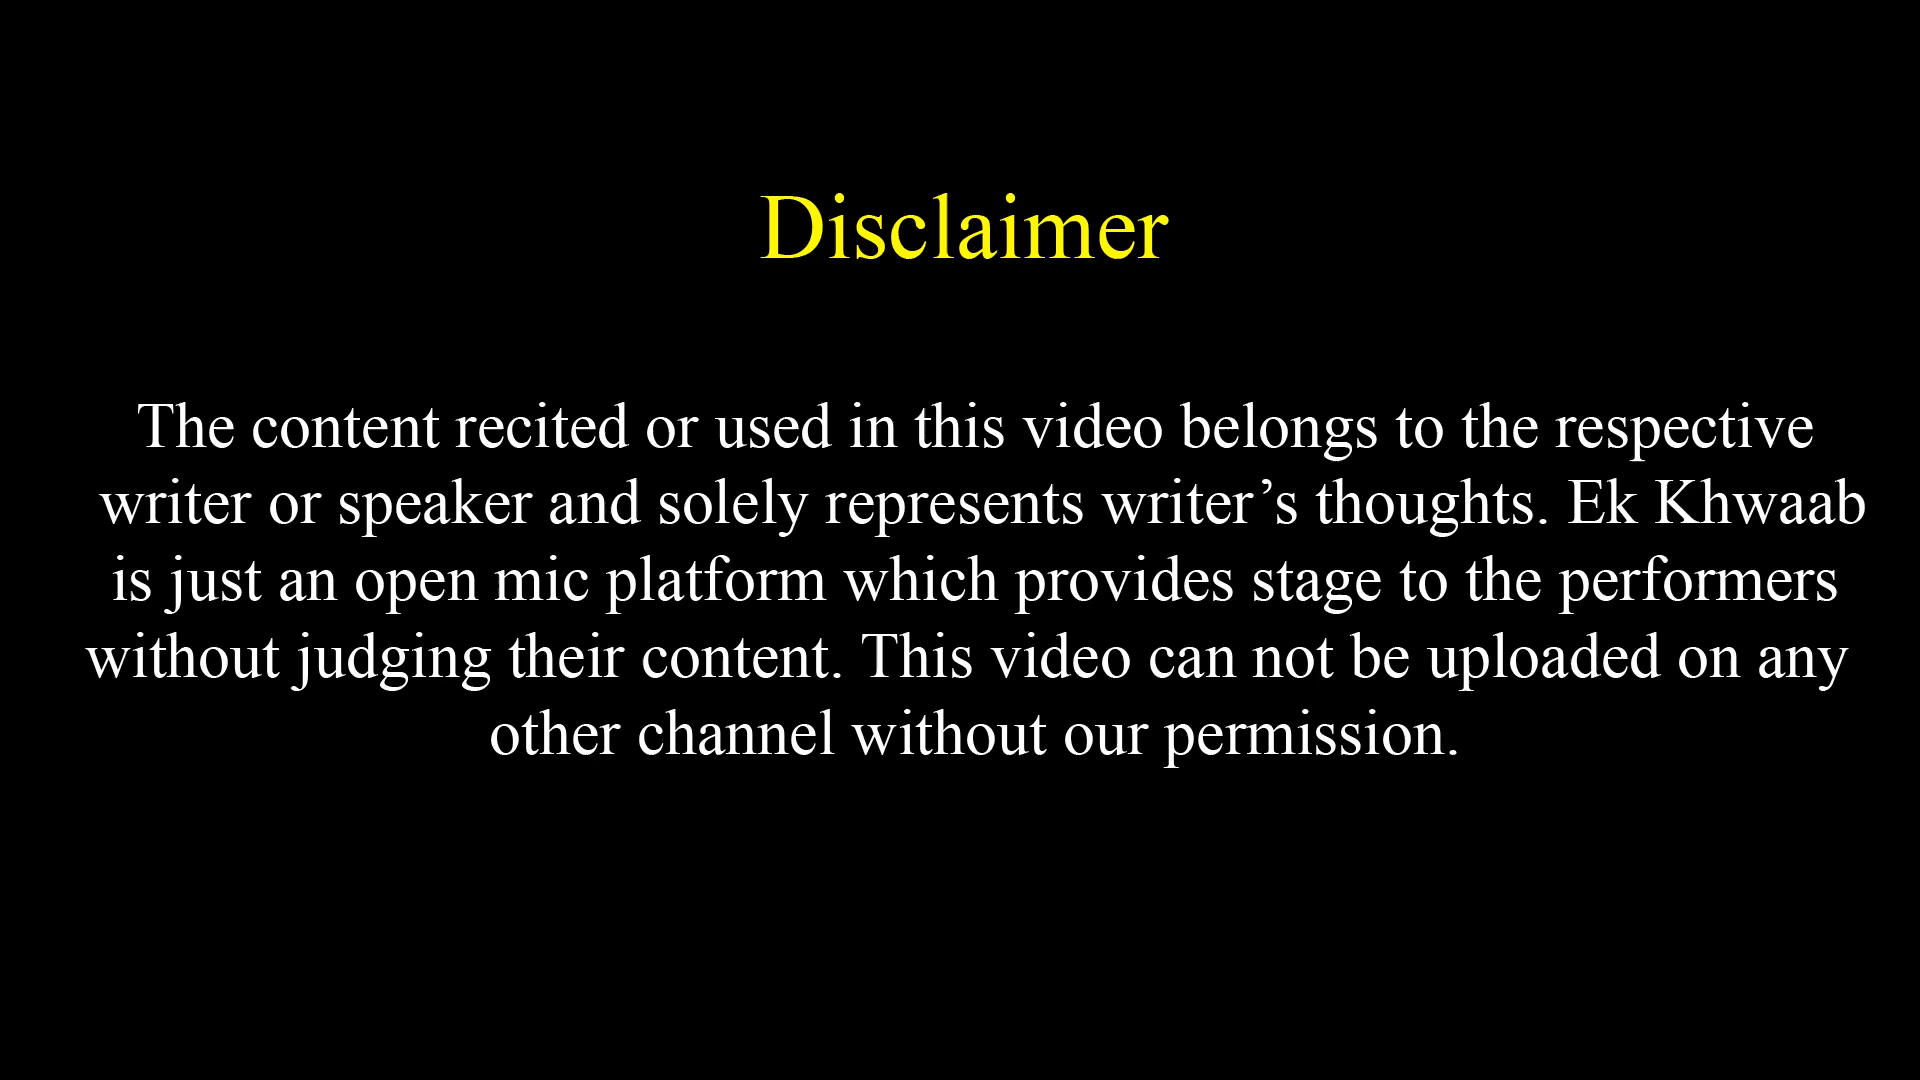 Disclaimer
The content recited or used in this video belongs to the respective
writer or speaker and solely represents writer’s thoughts. Ek Khwaab
is just an open mic platform which provides stage to the performers
without judging their content. This video can not be uploaded on any
other channel without our permission.